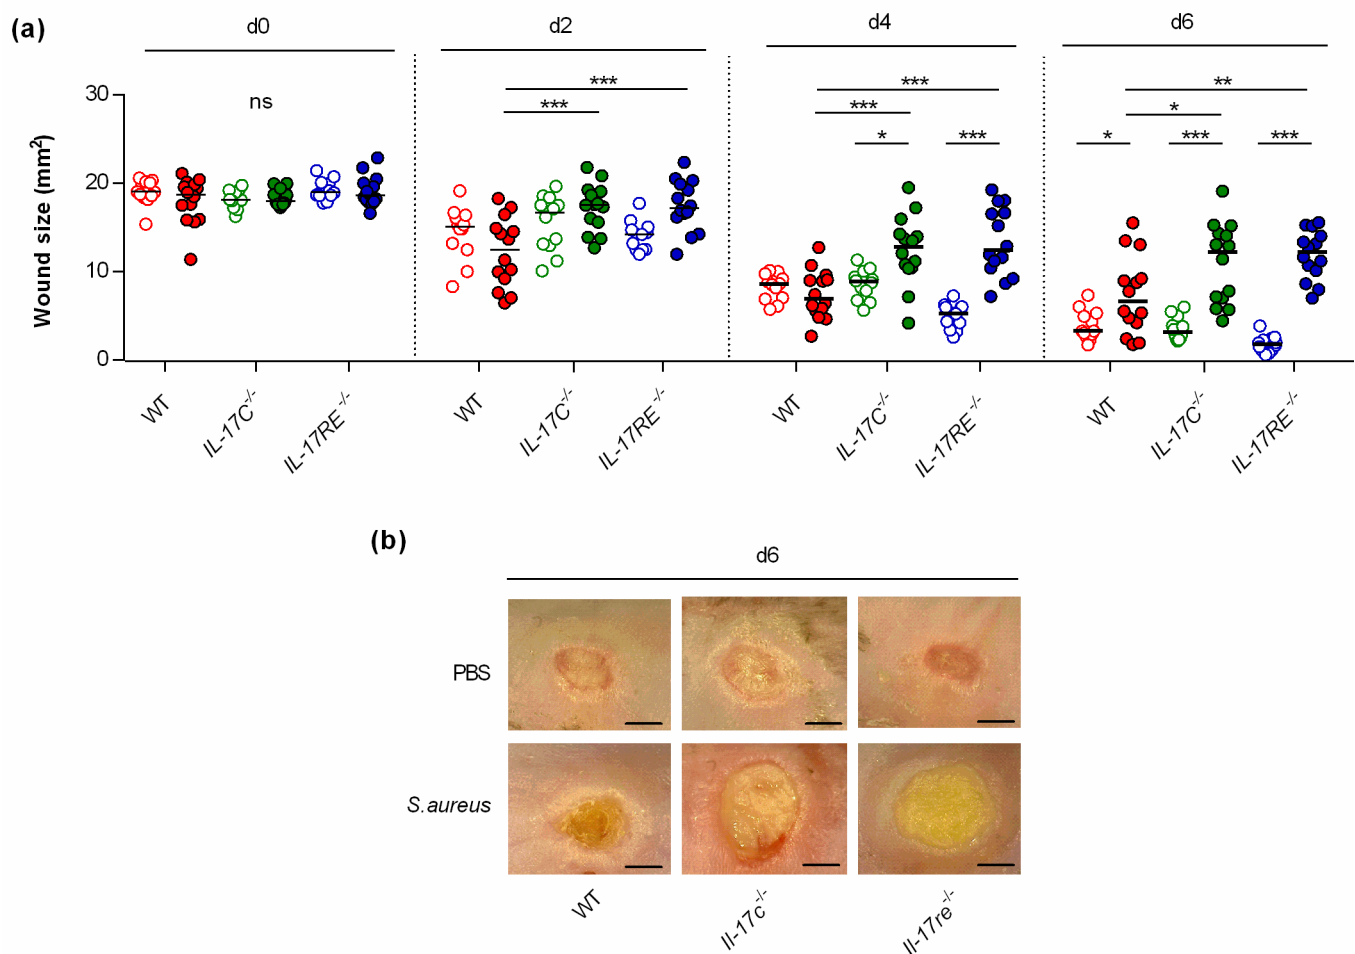 (a)
d0
d2
d4
d6
ns
***
***
***
***
*
***
**
*
*
***
***
Wound size (mm²)
30
20
10
0
WT
IL-17C-/-
IL-17RE-/-
WT
IL-17C-/-
IL-17RE-/-
WT
IL-17C-/-
IL-17RE-/-
WT
IL-17C-/-
IL-17RE-/-
(b)
d6
PBS
S.aureus
WT
Il-17c-/-
Il-17re-/-